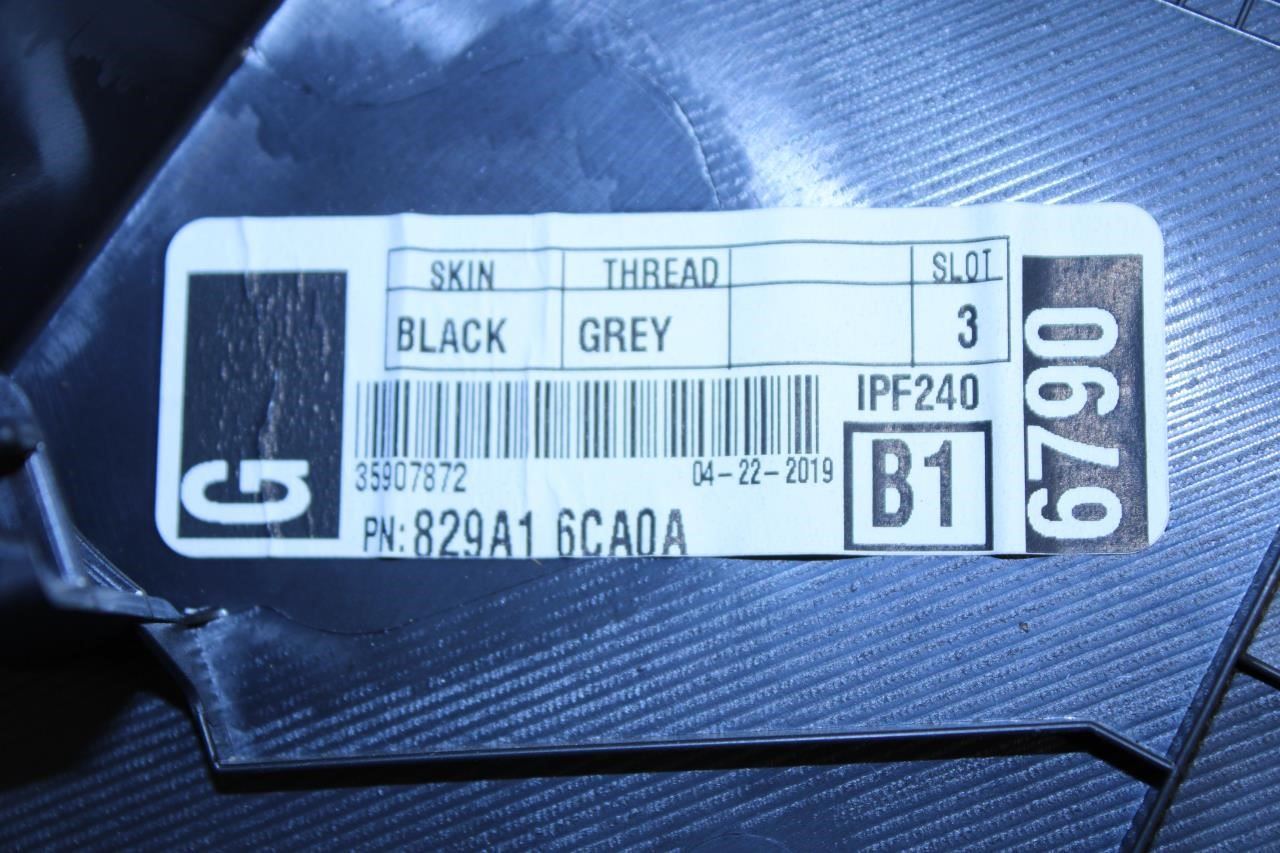 G
SKIN THREAD SLOT
BLACK GREY 3
IPF240
35907872 04-22-2019
B1
PN: 829A1 6CA0A
6790